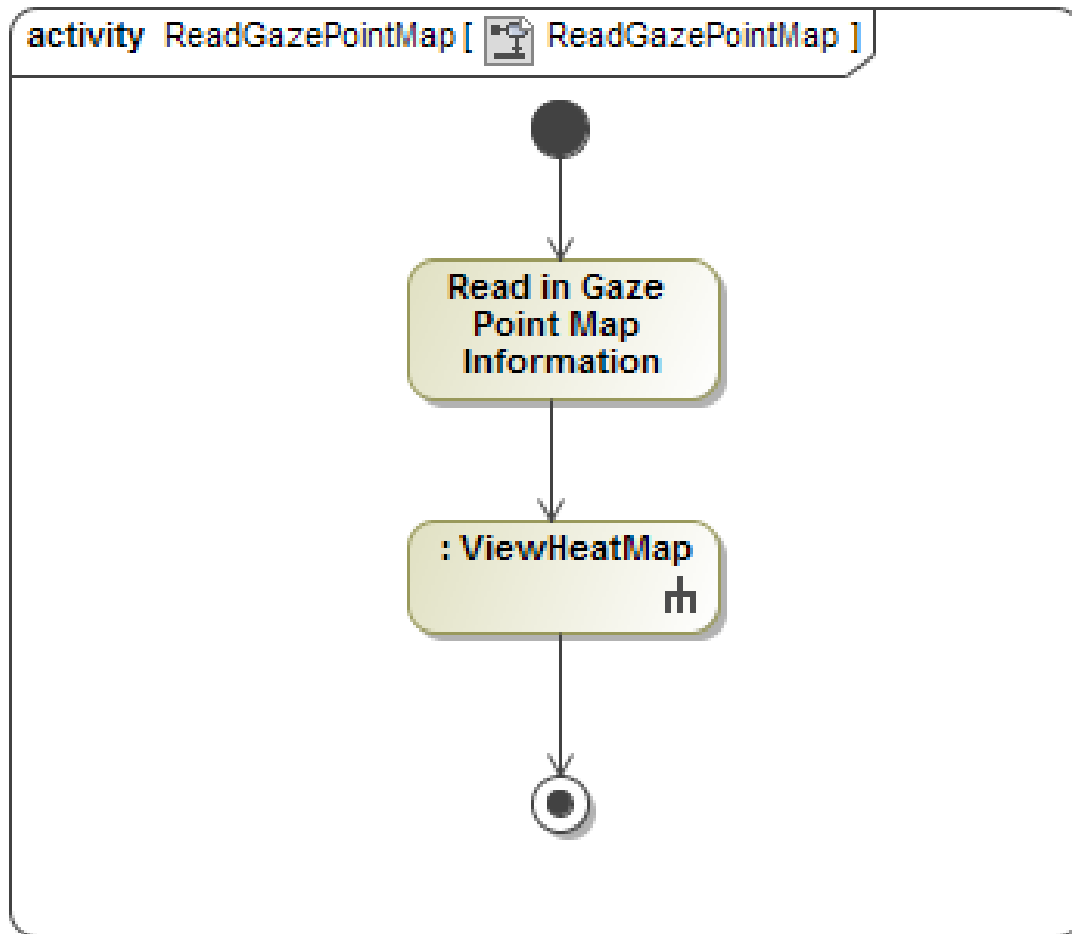 activity ReadGazePointMap [ ReadGazePointMap ]
Read in Gaze
Point Map
Information
: ViewHeatMap